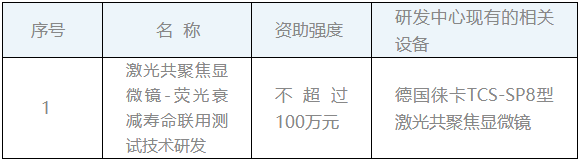 序号
名 称
资助强度
研发中心现有的相关
设备
1
激光共聚焦显
微镜-荧光衰
减寿命联用测
试技术研发
不 超 过
100万元
德国徕卡TCS-SP8型
激光共聚焦显微镜